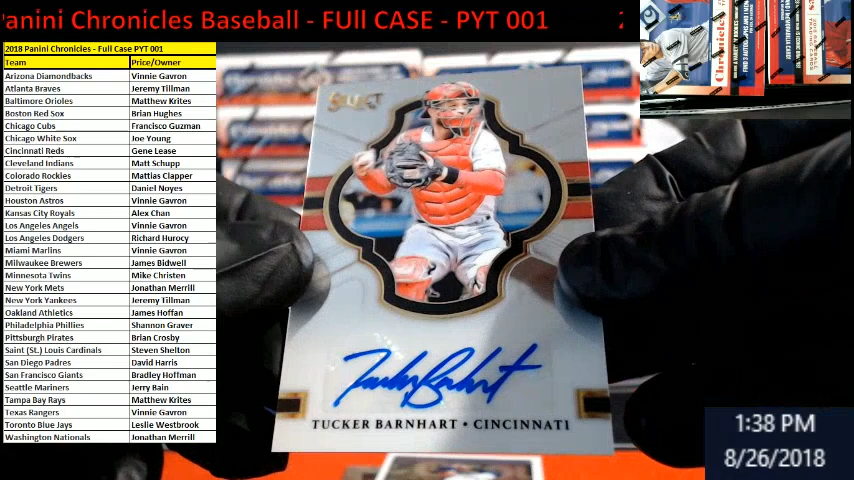 anini Chronicles Baseball - FUll CASE - PYT 001
2018 Panini Chronicles - Full Case PYT 001
Team Price/Owner
Arizona Diamondbacks Vinnie Gavron
Atlanta Braves Jeremy Tillman
Baltimore Orioles Matthew Krites
Boston Red Sox Brian Hughes
Chicago Cubs Francisco Guzman
Chicago White Sox Joe Young
Cincinnati Reds Gene Lease
Cleveland Indians Matt Schupp
Colorado Rockies Mattias Clapper
Detroit Tigers Daniel Noyes
Houston Astros Vinnie Gavron
Kansas City Royals Alex Chan
Los Angeles Angels Vinnie Gavron
Los Angeles Dodgers Richard Hurocy
Miami Marlins Vinnie Gavron
Milwaukee Brewers James Bidwell
Minnesota Twins Mike Christen
New York Mets Jonathan Merrill
New York Yankees Jeremy Tillman
Oakland Athletics James Hoffan
Philadelphia Phillies Shannon Graver
Pittsburgh Pirates Brian Crosby
Saint (St.) Louis Cardinals Steven Shelton
San Diego Padres David Harris
San Francisco Giants Bradley Hoffman
Seattle Mariners Jerry Bain
Tampa Bay Rays Matthew Krites
Texas Rangers Vinnie Gavron
Toronto Blue Jays Leslie Westbrook
Washington Nationals Jonathan Merrill
SELECT
Tucker Barnhart
TUCKER BARNHART • CINCINNATI
Chronicles
1:38 PM
8/26/2018